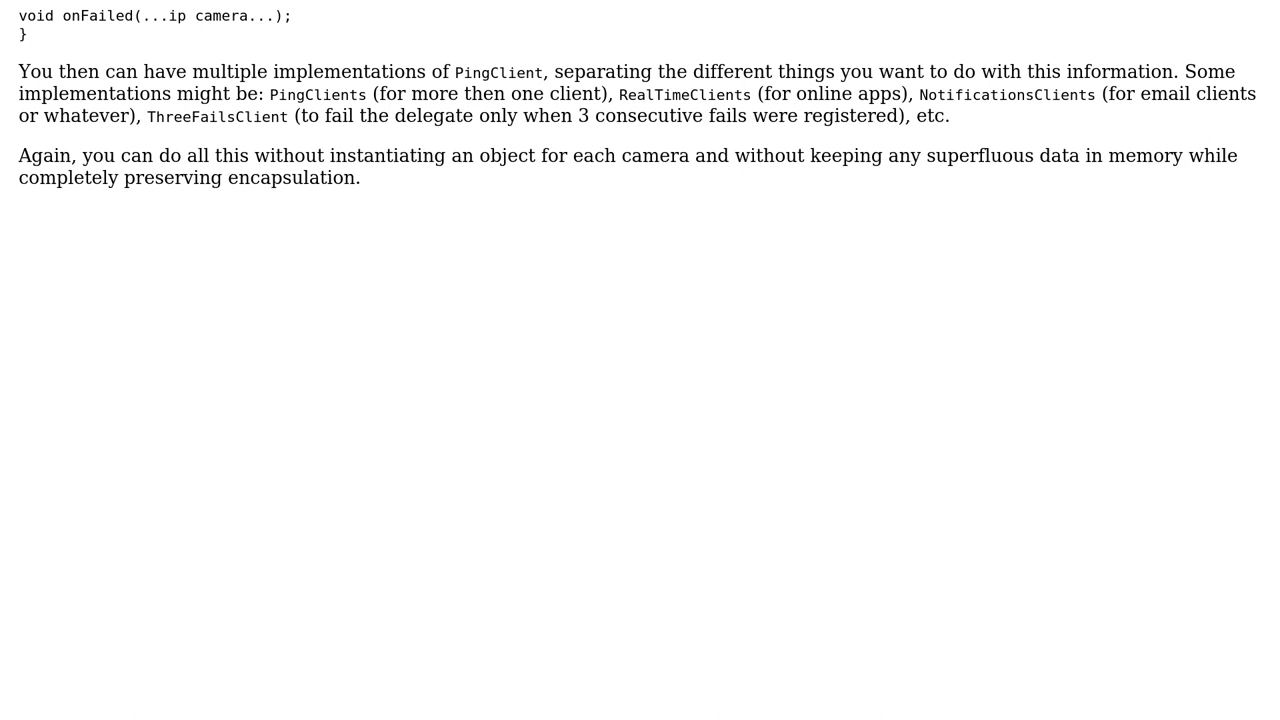 void onFailed(...ip camera...);
}
You then can have multiple implementations of PingClient, separating the different things you want to do with this information. Some
implementations might be: PingClients (for more then one client), RealTimeClients (for online apps), NotificationsClients (for email clients
or whatever), ThreeFailsClient (to fail the delegate only when 3 consecutive fails were registered), etc.
Again, you can do all this without instantiating an object for each camera and without keeping any superfluous data in memory while
completely preserving encapsulation.